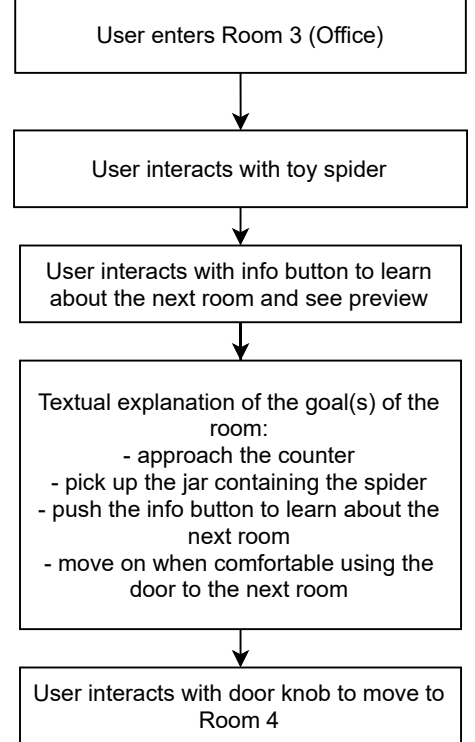 User enters Room 3 (Office)
User interacts with toy spider
User interacts with info button to learn
about the next room and see preview
Textual explanation of the goal(s) of the
room:
- approach the counter
- pick up the jar containing the spider
- push the info button to learn about the
next room
- move on when comfortable using the
door to the next room
User interacts with door knob to move to
Room 4